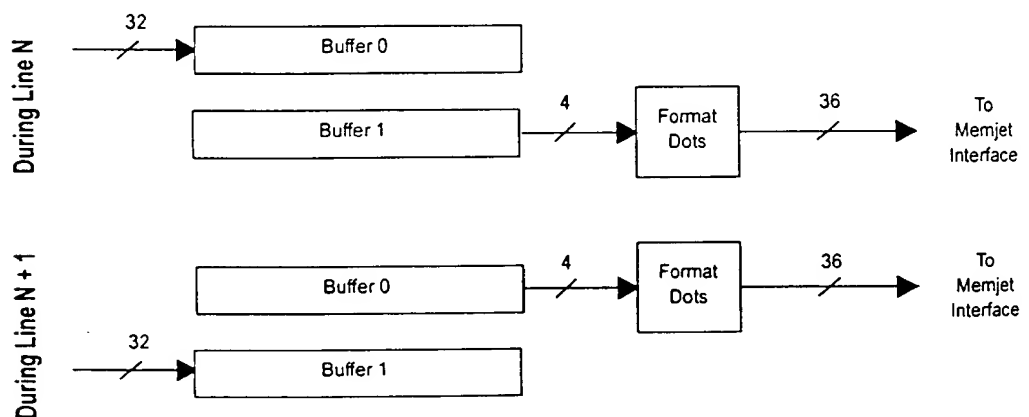 During Line N
32
Buffer 0
Buffer 1
4
Format
Dots
36
To
Memjet
Interface
During Line N + 1
Buffer 0
4
Format
Dots
36
To
Memjet
Interface
32
Buffer 1